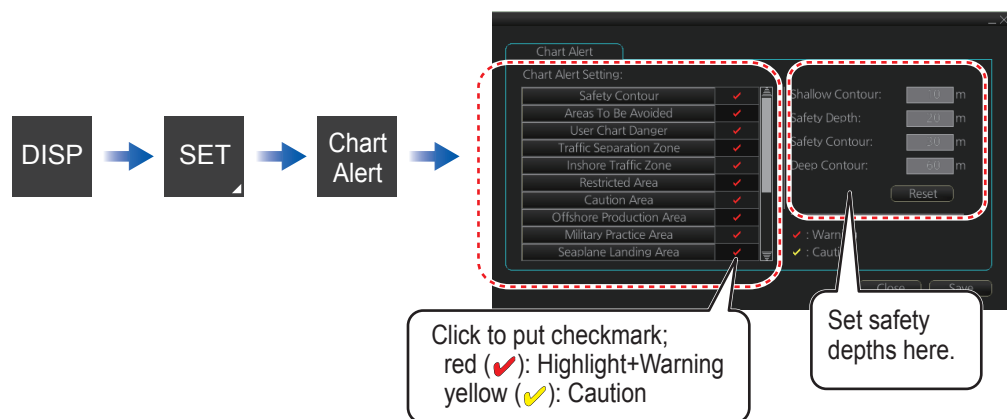 DISP
SET
Chart
Alert
Chart Alert
Chart Alert Setting:
Safety Contour
Areas To Be Avoided
User Chart Danger
Traffic Separation Zone
Inshore Traffic Zone
Restricted Area
Caution Area
Offshore Production Area
Military Practice Area
Seaplane Landing Area
Shallow Contour: 10 m
Safety Depth: 20 m
Safety Contour: 30 m
Deep Contour: 60 m
Reset
✓ : Warn
✓ : Cauti
Close Save
Click to put checkmark;
red (✓): Highlight+Warning
yellow (✓): Caution
Set safety
depths here.